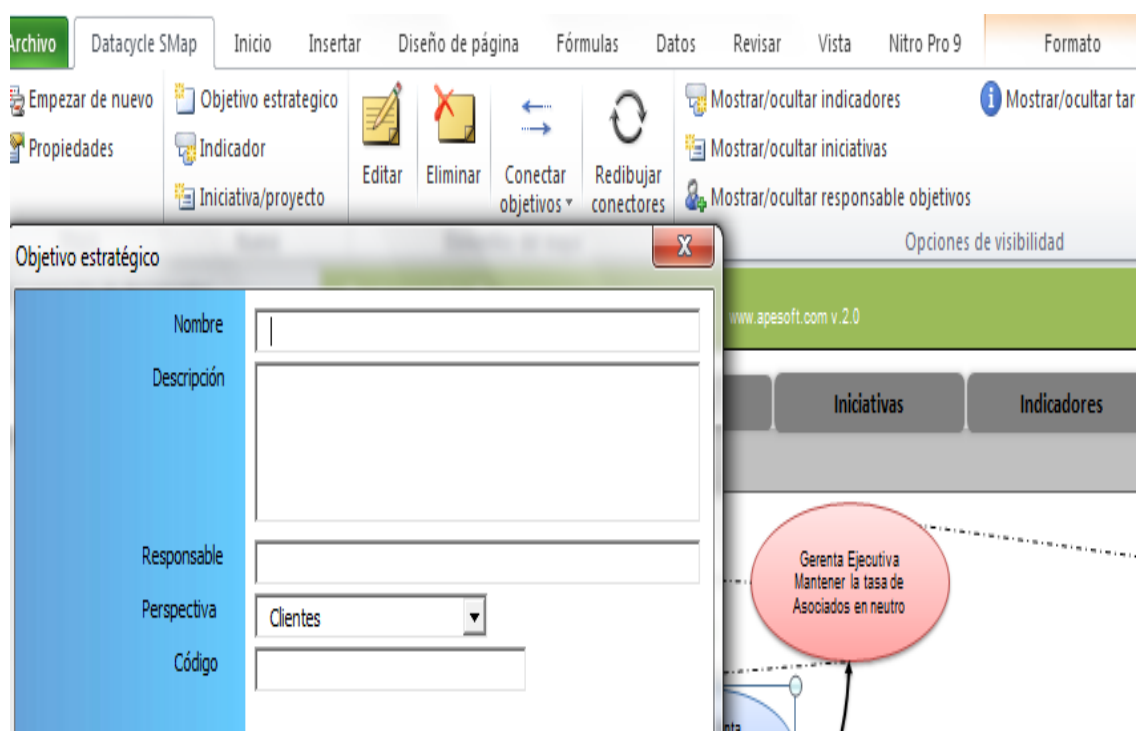 Archivo Datacycle SMap Inicio Insertar Diseño de página Fórmulas Datos Revisar Vista Nitro Pro 9 Formato
Empezar de nuevo
Propiedades
Objetivo estrategico
Indicador
Iniciativa/proyecto
Editar
Eliminar
Conectar
objetivos
Redibujar
conectores
Mostrar/ocultar indicadores
Mostrar/ocultar iniciativas
Mostrar/ocultar responsable objetivos
Mostrar/ocultar tar
Opciones de visibilidad
Objetivo estratégico
X
Nombre
Descripción
Responsable
Perspectiva
Clientes
Código
www.apesoft.com v.2.0
Iniciativas
Indicadores
Gerenta Ejecutiva
Mantener la tasa de
Asociados en neutro